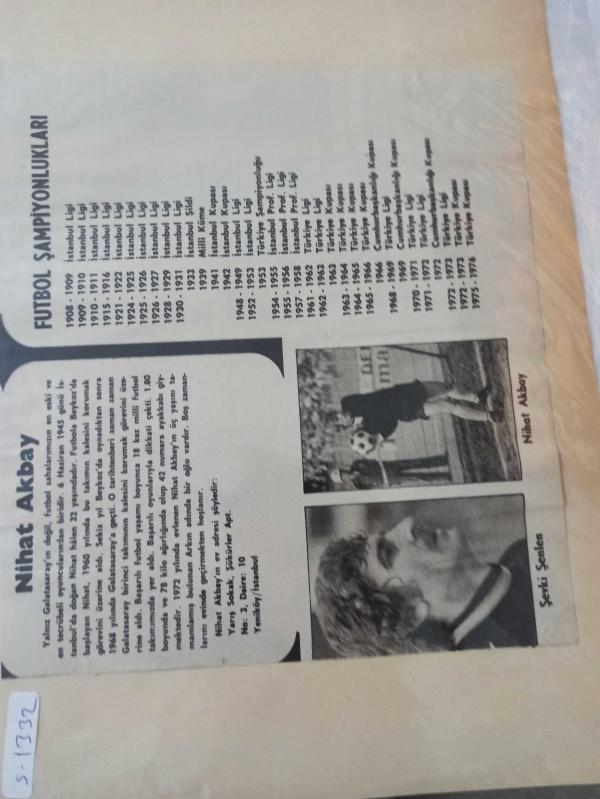 Nihat Akbay
Yalnız Galatasaray'ın değil, futbol sahalarımızın en eski ve
en tecrübeli oyuncularından biridir. 6 Haziran 1945 günü İs-
tanbul'da doğan Nihat hâlen 32 yaşındadır. Futbola Beykoz'da
başlayan Nihat, 1960 yılında bu takımın kalesini korumak
görevini üzerine aldı. Sekiz yıl Beykoz'da oynadıktan sonra
1968 yılında Galatasaray'a geçti. O tarihtenberi zaman zaman
Galatasaray birinci takımının kalesini korumak görevini üze-
rine aldı. Başarılı futbol yaşamı boyunca 18 kez millî futbol
takımımızda yer aldı. Başarılı oyunlarıyla dikkati çekti. 1.80
boyunda ve 78 kilo ağırlığında olup 42 numara ayakkabı giy-
mektedir. 1972 yılında evlenen Nihat Akbay'ın üç yaşını ta-
mamlamış bulunan Arkın adında bir oğlu vardır. Boş zaman-
larını evinde geçirmekten hoşlanır.
Nihat Akbay'ın ev adresi şöyledir:
Yarış Sokak, Şükürler Apt.
No: 3, Daire: 10
Yeniköy/İstanbul
FUTBOL ŞAMPİYONLUKLARI
1908 - 1909 İstanbul Ligi
1909 - 1910 İstanbul Ligi
1910 - 1911 İstanbul Ligi
1915 - 1916 İstanbul Ligi
1921 - 1922 İstanbul Ligi
1924 - 1925 İstanbul Ligi
1925 - 1926 İstanbul Ligi
1926 - 1927 İstanbul Ligi
1928 - 1929 İstanbul Ligi
1930 - 1931 İstanbul Ligi
1933 İstanbul Şildi
1939 Millî Küme
1941 İstanbul Kupası
1942 İstanbul Kupası
1948 - 1949 İstanbul Ligi
1952 - 1953 İstanbul Ligi
1953 Türkiye Şampiyonluğu
1954 - 1955 İstanbul Prof. Ligi
1955 - 1956 İstanbul Prof. Ligi
1957 - 1958 İstanbul Prof. Ligi
1961 - 1962 Türkiye Ligi
1962 - 1963 Türkiye Ligi
1963 Türkiye Kupası
1963 - 1964 Türkiye Kupası
1964 - 1965 Türkiye Kupası
1965 - 1966 Türkiye Kupası
1966 Cumhurbaşkanlığı Kupası
1968 - 1969 Türkiye Ligi
1969 Cumhurbaşkanlığı Kupası
1970 - 1971 Türkiye Ligi
1971 - 1972 Türkiye Ligi
1972 Cumhurbaşkanlığı Kupası
1972 - 1973 Türkiye Ligi
1972 - 1973 Türkiye Kupası
1975 - 1976 Türkiye Kupası
Şevki Şenlen
Nihat Akbay
S-1332